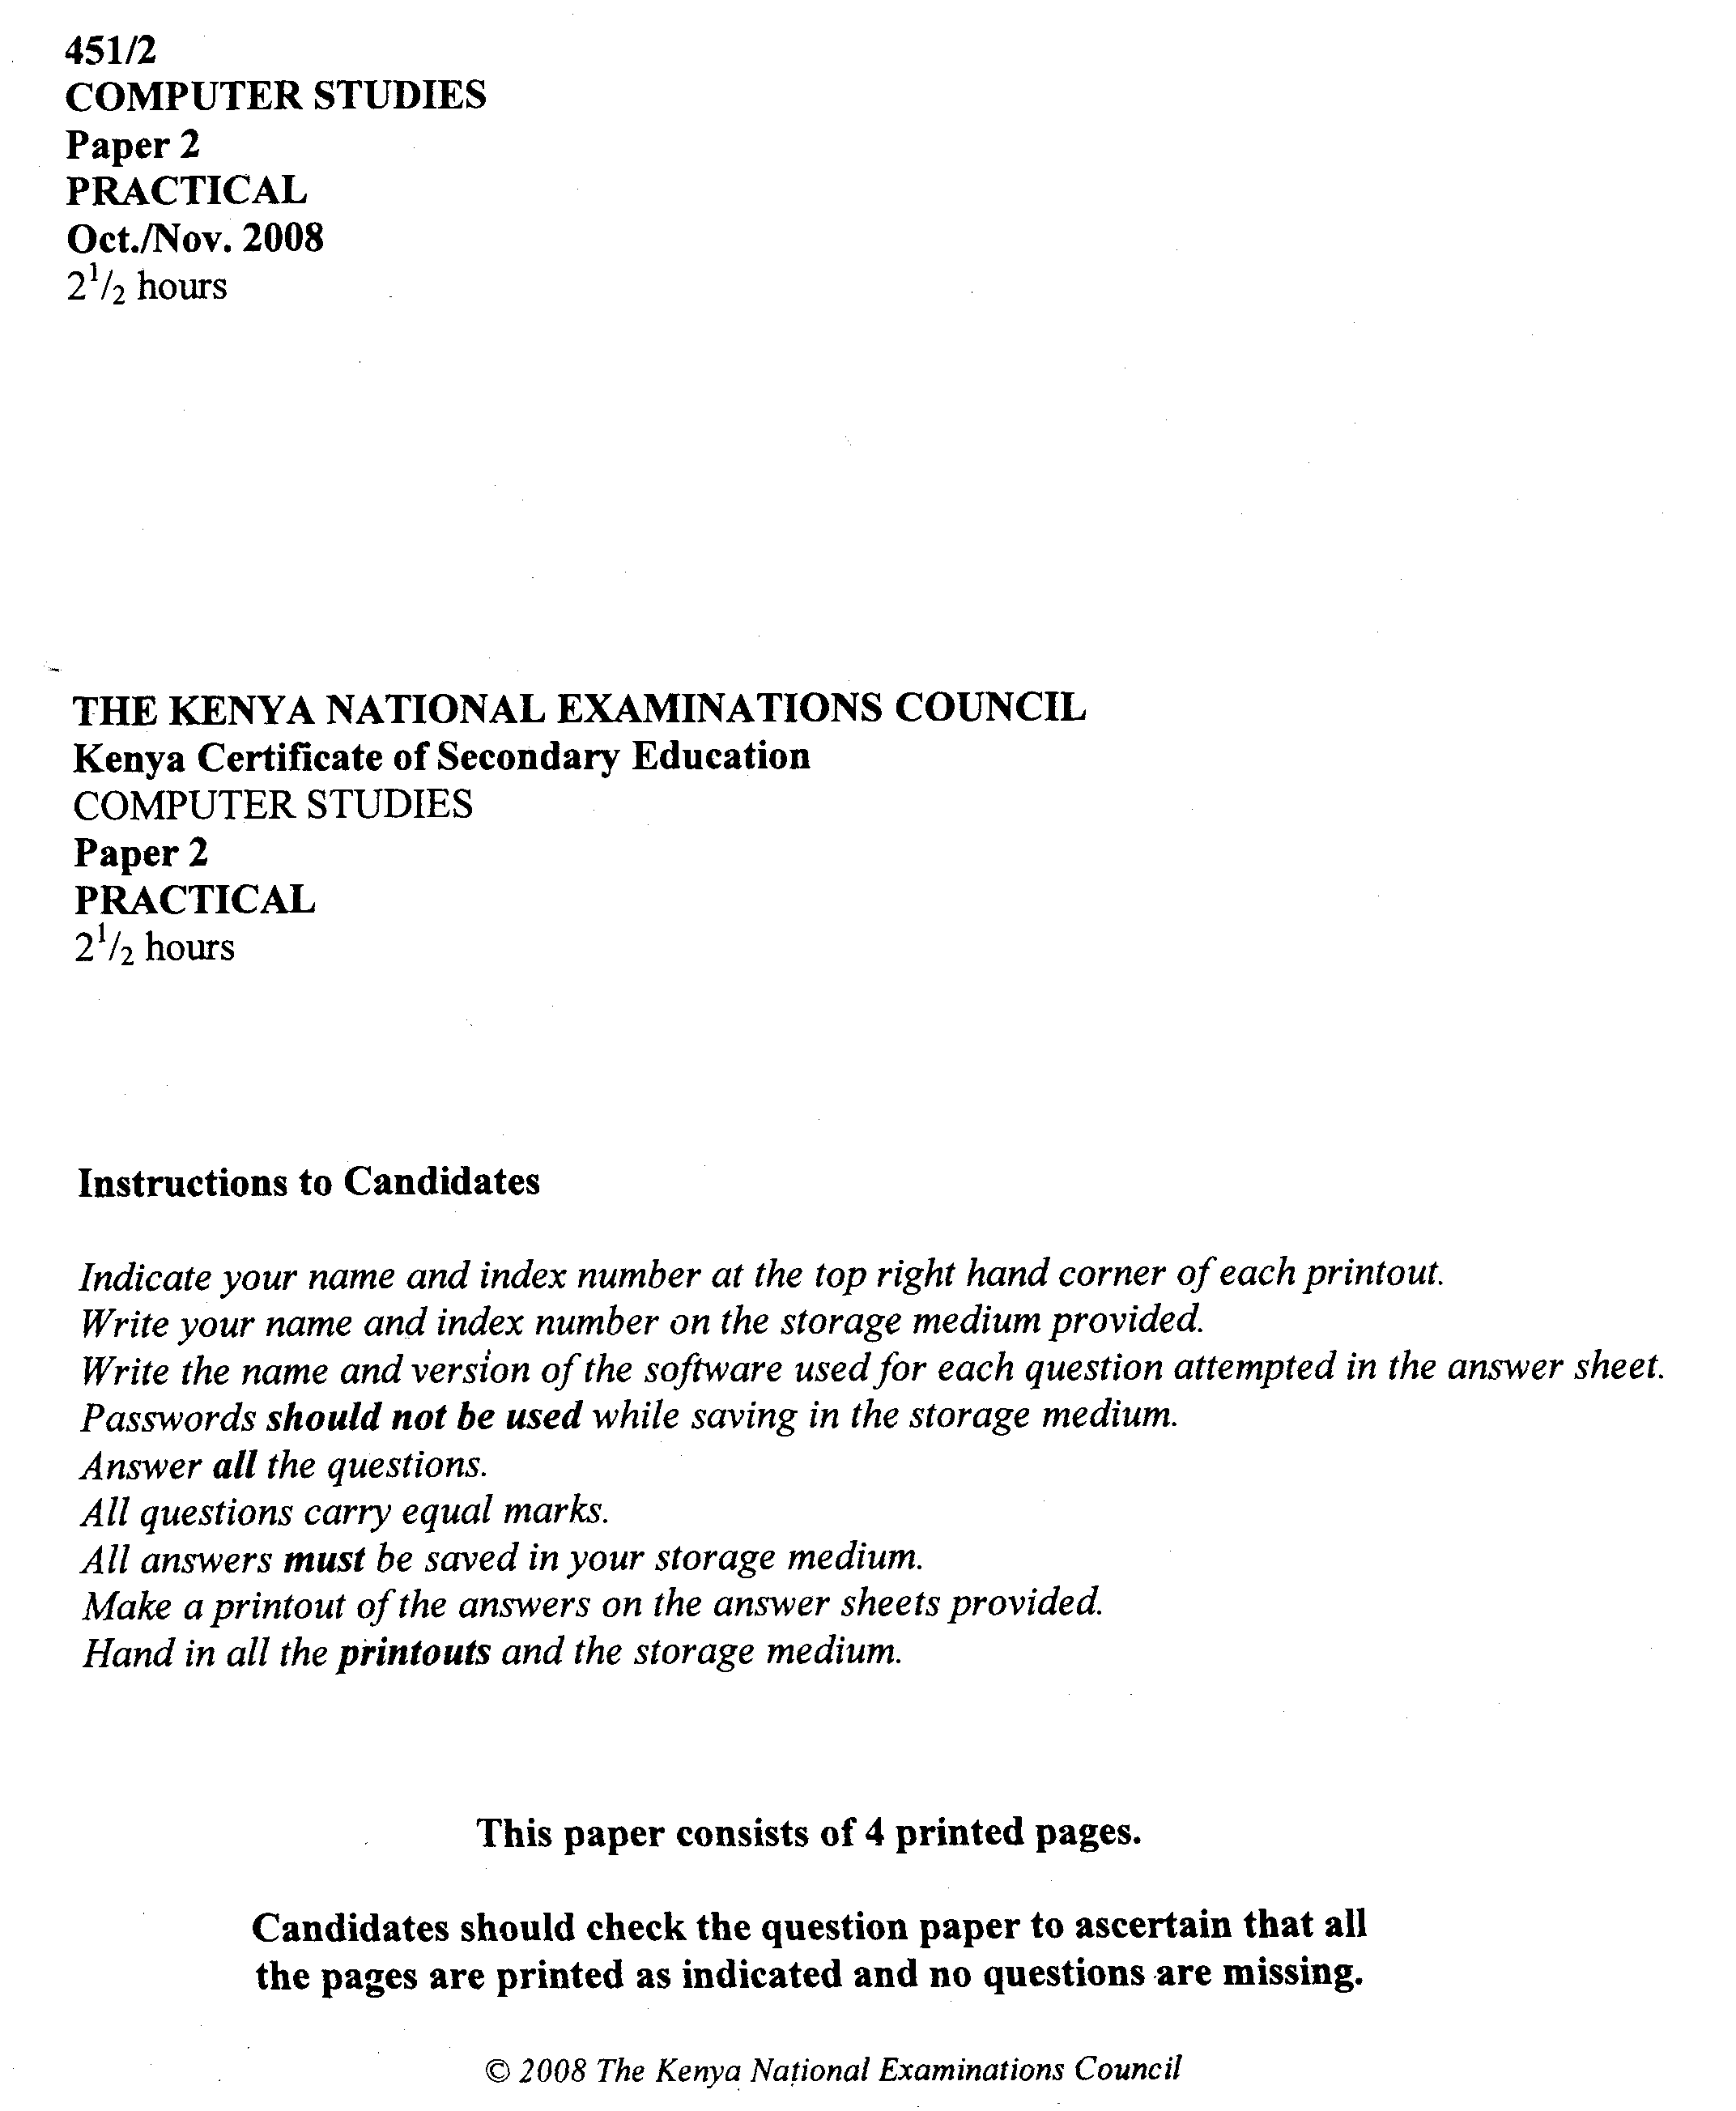 451/2
COMPUTER STUDIES
Paper 2
PRACTICAL
Oct./Nov. 2008
2 1/2 hours
THE KENYA NATIONAL EXAMINATIONS COUNCIL
Kenya Certificate of Secondary Education
COMPUTER STUDIES
Paper 2
PRACTICAL
2 1/2 hours
Instructions to Candidates
Indicate your name and index number at the top right hand corner of each printout.
Write your name and index number on the storage medium provided.
Write the name and version of the software used for each question attempted in the answer sheet.
Passwords should not be used while saving in the storage medium.
Answer all the questions.
All questions carry equal marks.
All answers must be saved in your storage medium.
Make a printout of the answers on the answer sheets provided.
Hand in all the printouts and the storage medium.
This paper consists of 4 printed pages.
Candidates should check the question paper to ascertain that all
the pages are printed as indicated and no questions are missing.
© 2008 The Kenya National Examinations Council